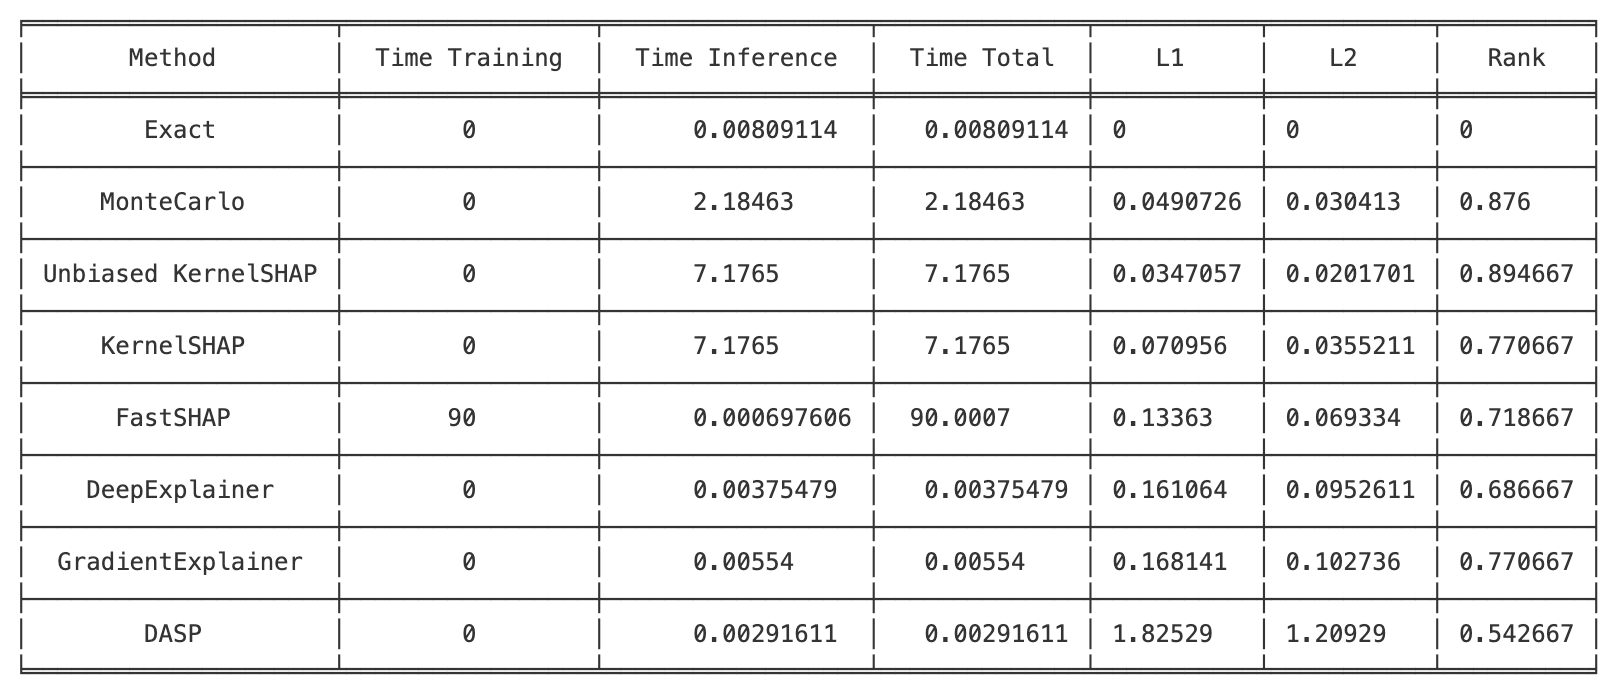 Method Time Training Time Inference Time Total L1 L2 Rank
Exact 0 0.00809114 0.00809114 0 0 0
MonteCarlo 0 2.18463 2.18463 0.0490726 0.030413 0.876
Unbiased KernelSHAP 0 7.1765 7.1765 0.0347057 0.0201701 0.894667
KernelSHAP 0 7.1765 7.1765 0.070956 0.0355211 0.770667
FastSHAP 90 0.000697606 90.0007 0.13363 0.069334 0.718667
DeepExplainer 0 0.00375479 0.00375479 0.161064 0.0952611 0.686667
GradientExplainer 0 0.00554 0.00554 0.168141 0.102736 0.770667
DASP 0 0.00291611 0.00291611 1.82529 1.20929 0.542667